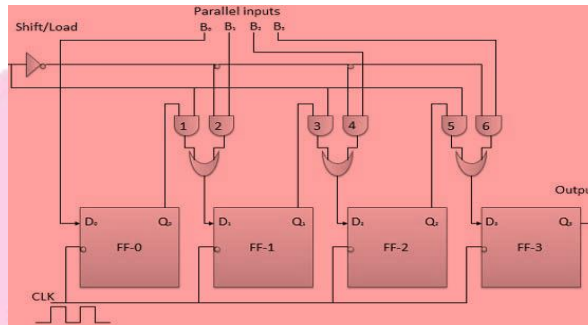 Parallel inputs
Shift/Load
B₀ B₁ B₂ B₃
1 2 3 4 5 6
Output
D₀ Q₀ D₁ Q₁ D₂ Q₂ D₃ Q₃
FF-0 FF-1 FF-2 FF-3
CLK